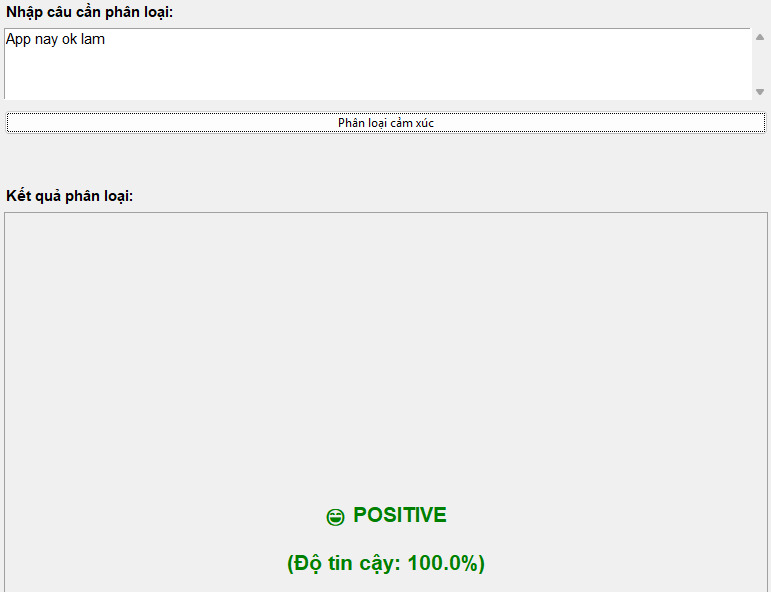 Nhập câu cần phân loại:
App nay ok lam
Phân loại cảm xúc
Kết quả phân loại:
😄 POSITIVE
(Độ tin cậy: 100.0%)